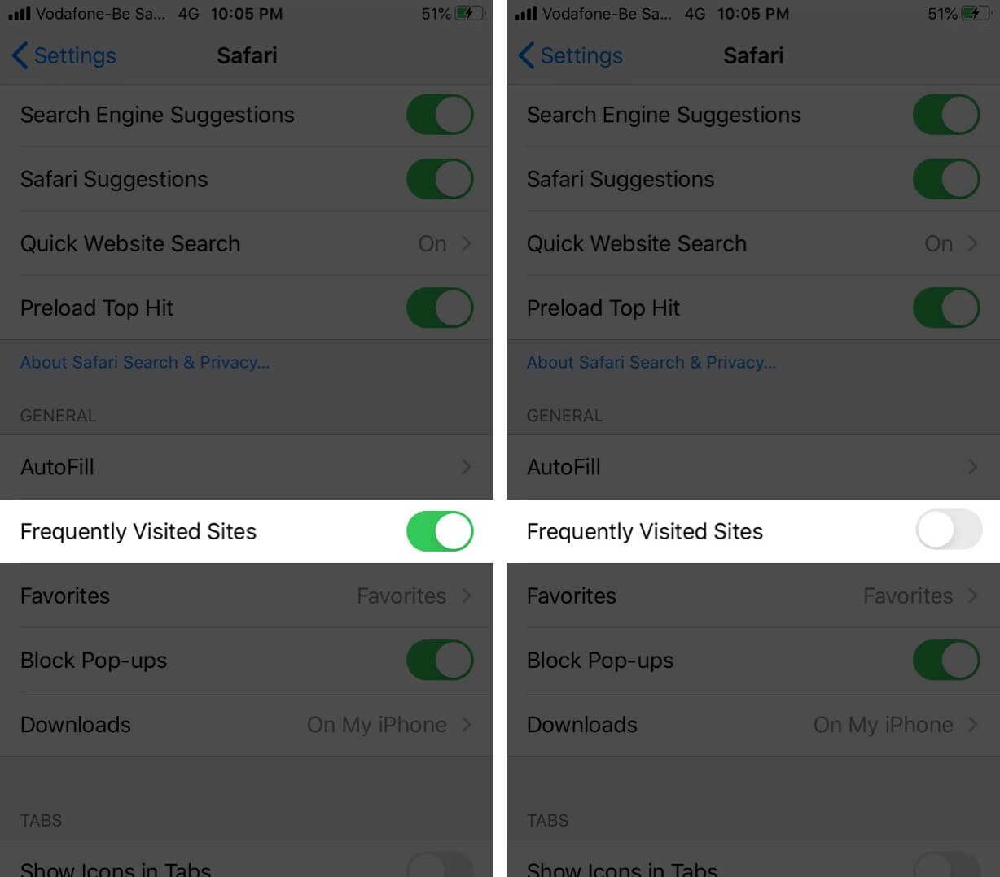 Vodafone-Be Sa... 4G 10:05 PM 51%
Settings Safari
Search Engine Suggestions
Safari Suggestions
Quick Website Search On
Preload Top Hit
About Safari Search & Privacy...
GENERAL
AutoFill
Frequently Visited Sites
Favorites Favorites
Block Pop-ups
Downloads On My iPhone
TABS
Show Icons in Tabs
Vodafone-Be Sa... 4G 10:05 PM 51%
Settings Safari
Search Engine Suggestions
Safari Suggestions
Quick Website Search On
Preload Top Hit
About Safari Search & Privacy...
GENERAL
AutoFill
Frequently Visited Sites
Favorites Favorites
Block Pop-ups
Downloads On My iPhone
TABS
Show Icons in Tabs